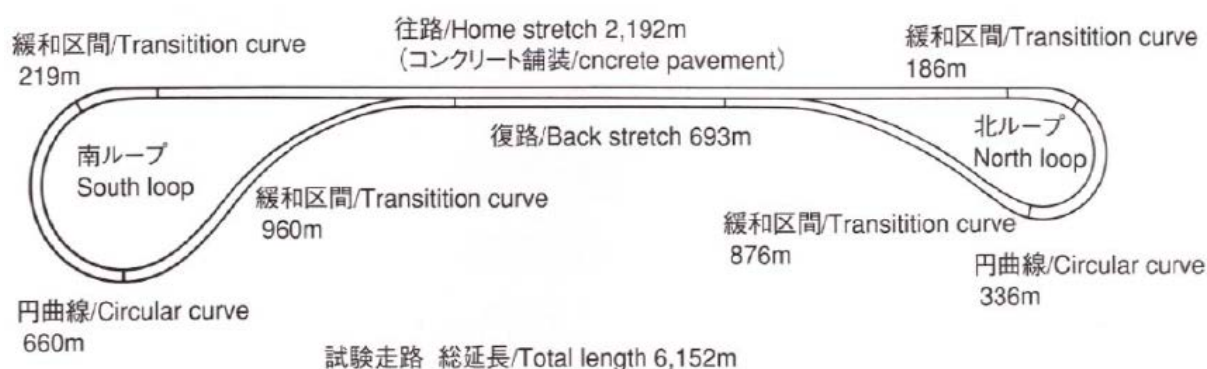 緩和区間/Transitition curve
219m
往路/Home stretch 2,192m
(コンクリート舗装/cncrete pavement)
緩和区間/Transitition curve
186m
南ループ
South loop
復路/Back stretch 693m
北ループ
North loop
緩和区間/Transitition curve
960m
緩和区間/Transitition curve
876m
円曲線/Circular curve
336m
円曲線/Circular curve
660m
試験走路 総延長/Total length 6,152m